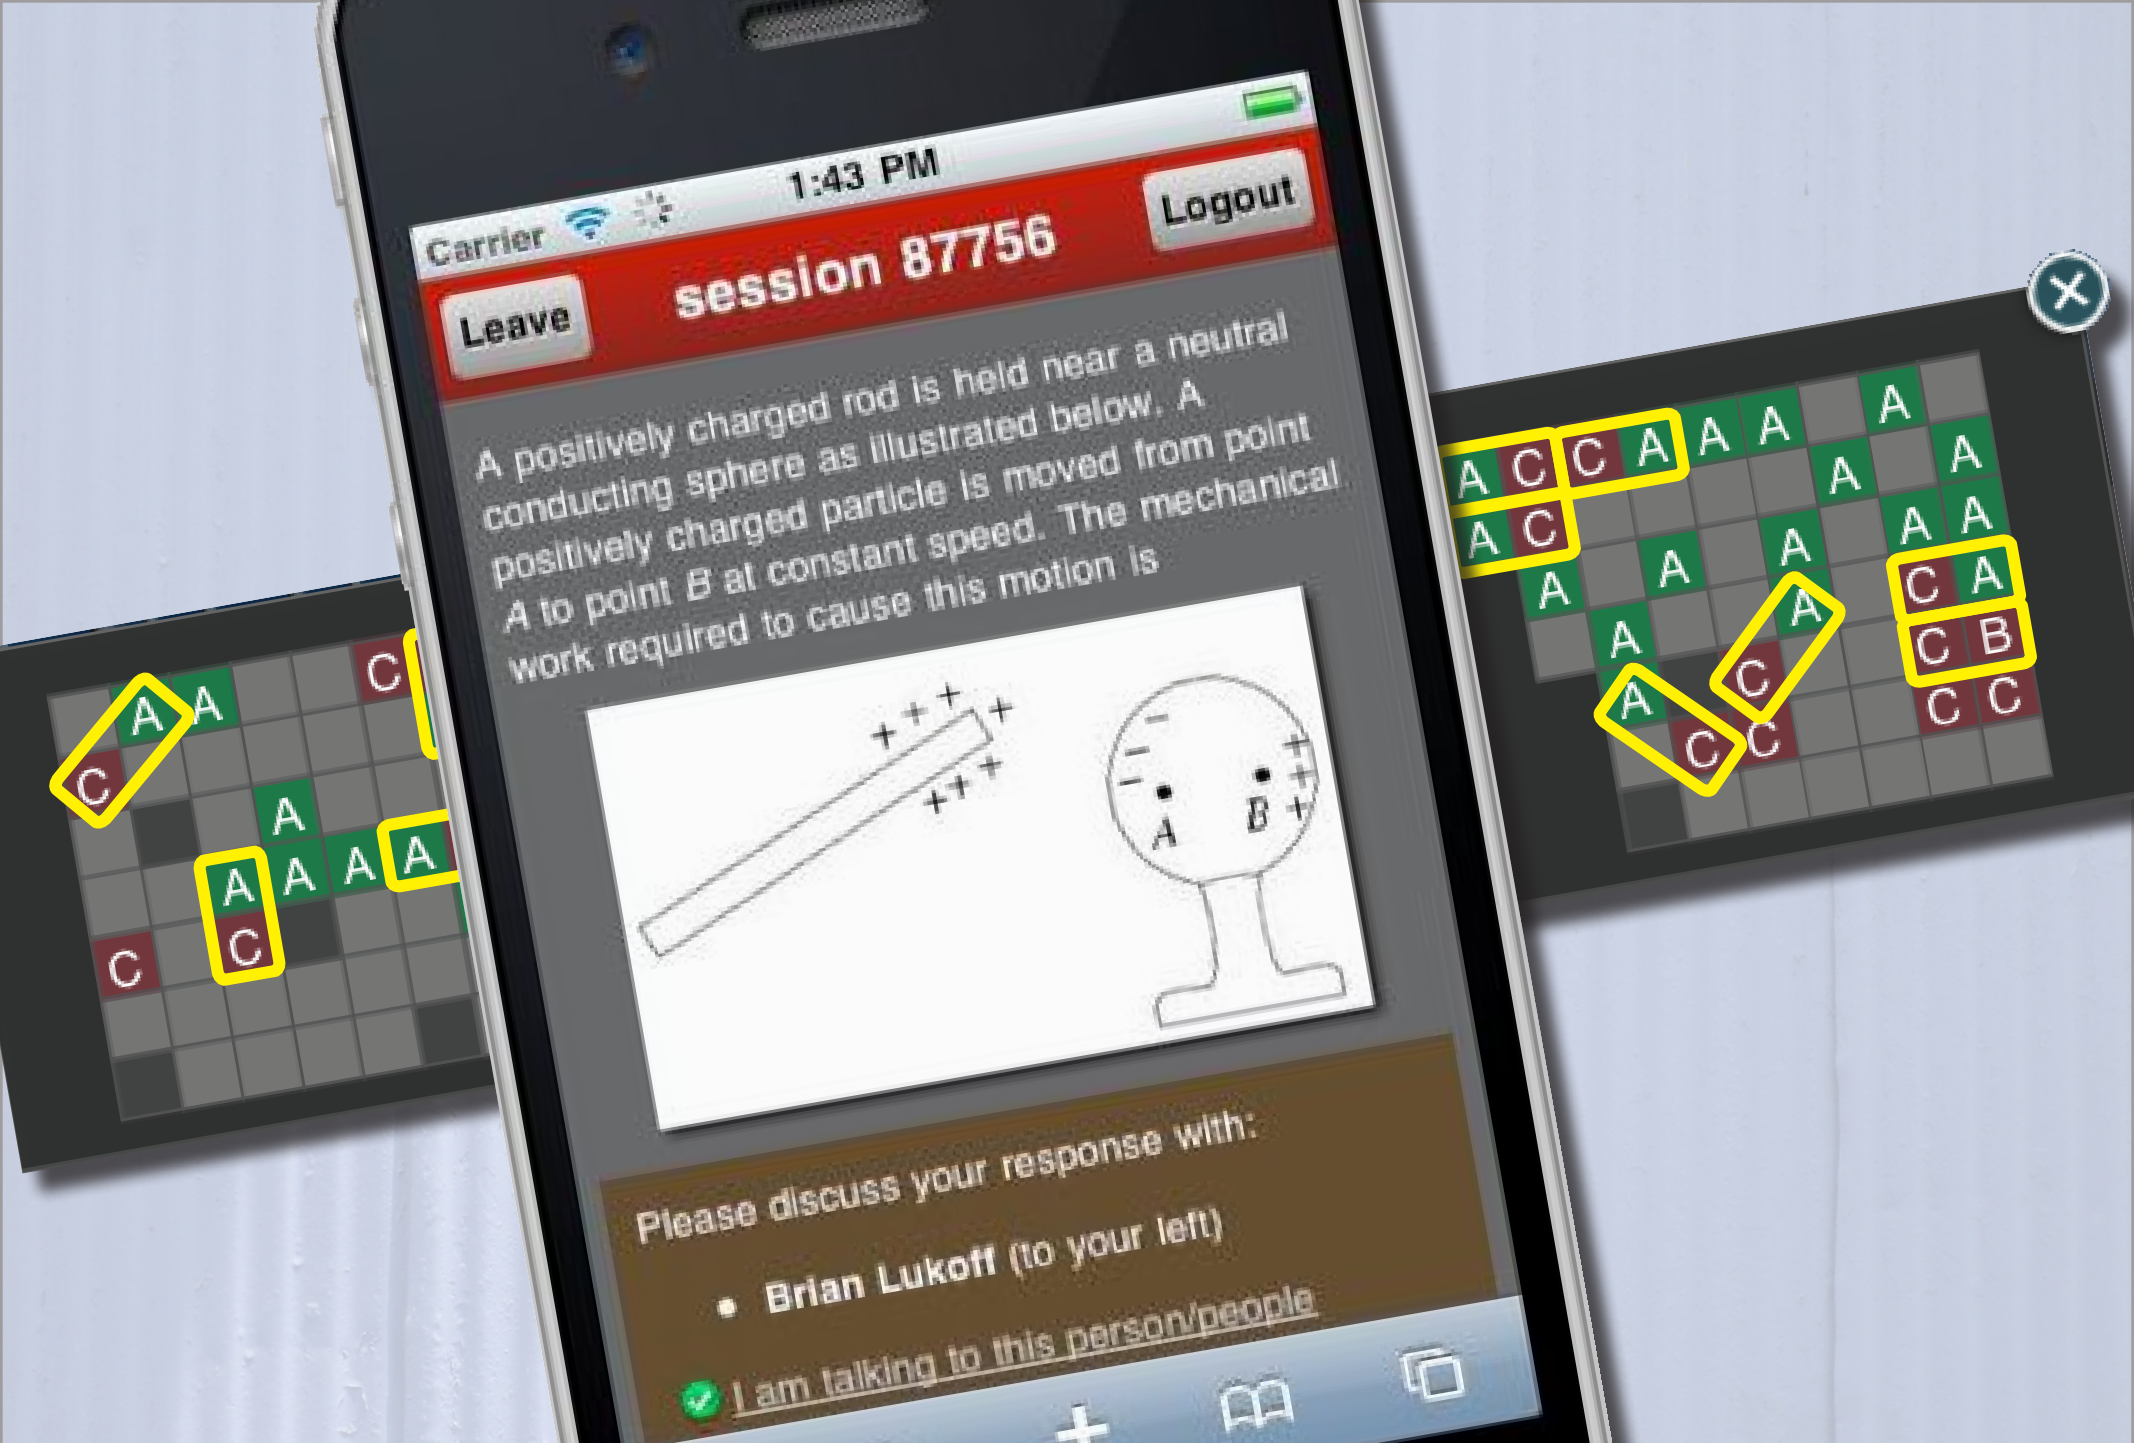 1:43 PM
Carrier
Logout
session 87756
Leave
A positively charged rod is held near a neutral
conducting sphere as illustrated below. A
positively charged particle is moved from point
A to point B at constant speed. The mechanical
work required to cause this motion is
+ + + +
+ + +
− − −
+ + +
A
B
Please discuss your response with:
• Brian Lukoff (to your left)
I am talking to this person/people
A A C
C
A
A A A A
C C
A C C A A A A
A C A A
A A A A A
A A C A
A C C B
C C C C